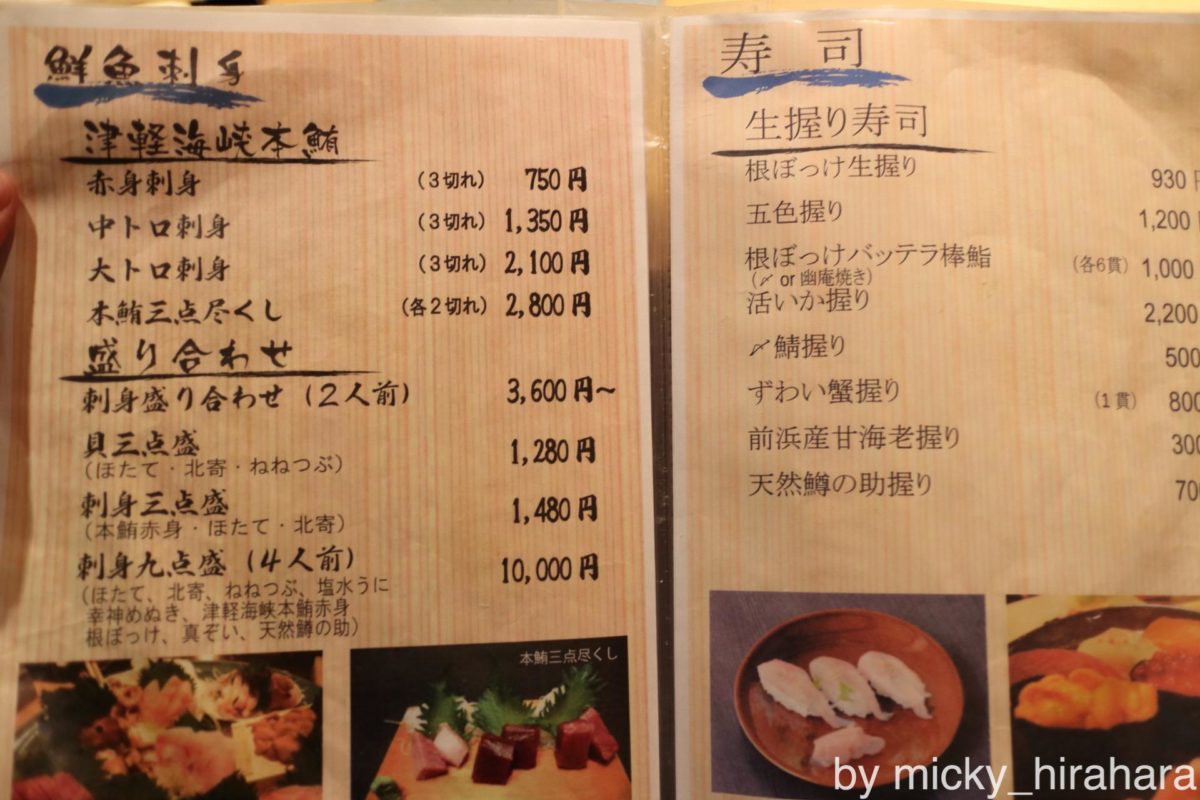 鮮魚刺身
津軽海峡本鮪
赤身刺身 (3切れ) 750円
中トロ刺身 (3切れ) 1,350円
大トロ刺身 (3切れ) 2,100円
本鮪三点尽くし (各2切れ) 2,800円
盛り合わせ
刺身盛り合わせ (2人前) 3,600円～
貝三点盛 1,280円
(ほたて・北寄・ねねつぶ)
刺身三点盛 1,480円
(本鮪赤身・ほたて・北寄)
刺身九点盛 (4人前) 10,000円
(ほたて、北寄、ねねつぶ、塩水うに
幸神めぬき、津軽海峡本鮪赤身
根ぼっけ、真ぞい、天然鱒の助)
本鮪三点尽くし
寿司
生握り寿司
根ぼっけ生握り 930円
五色握り 1,200
根ぼっけバッテラ棒鮨 (各6貫) 1,000
(〆 or 幽庵焼き)
活いか握り 2,200
〆鯖握り 500
ずわい蟹握り (1貫) 800
前浜産甘海老握り 300
天然鱒の助握り 700
by micky_hirahara